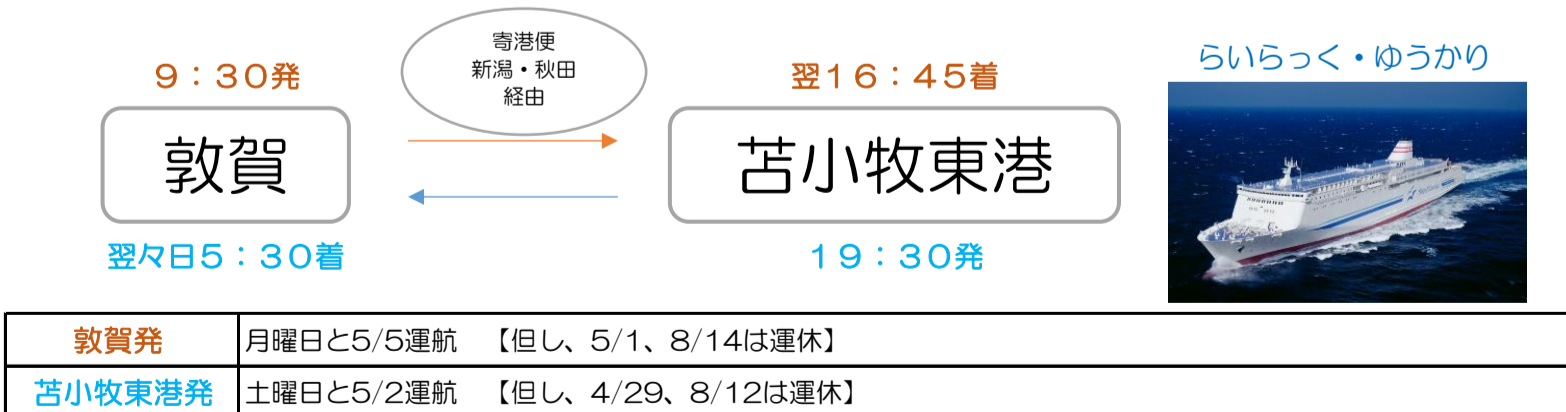 寄港便
新潟・秋田
経由
9：30発
翌16：45着
らいらっく・ゆうかり
敦賀
苫小牧東港
翌々日5：30着
19：30発
敦賀発 月曜日と5/5運航　【但し、5/1、8/14は運休】
苫小牧東港発 土曜日と5/2運航　【但し、4/29、8/12は運休】